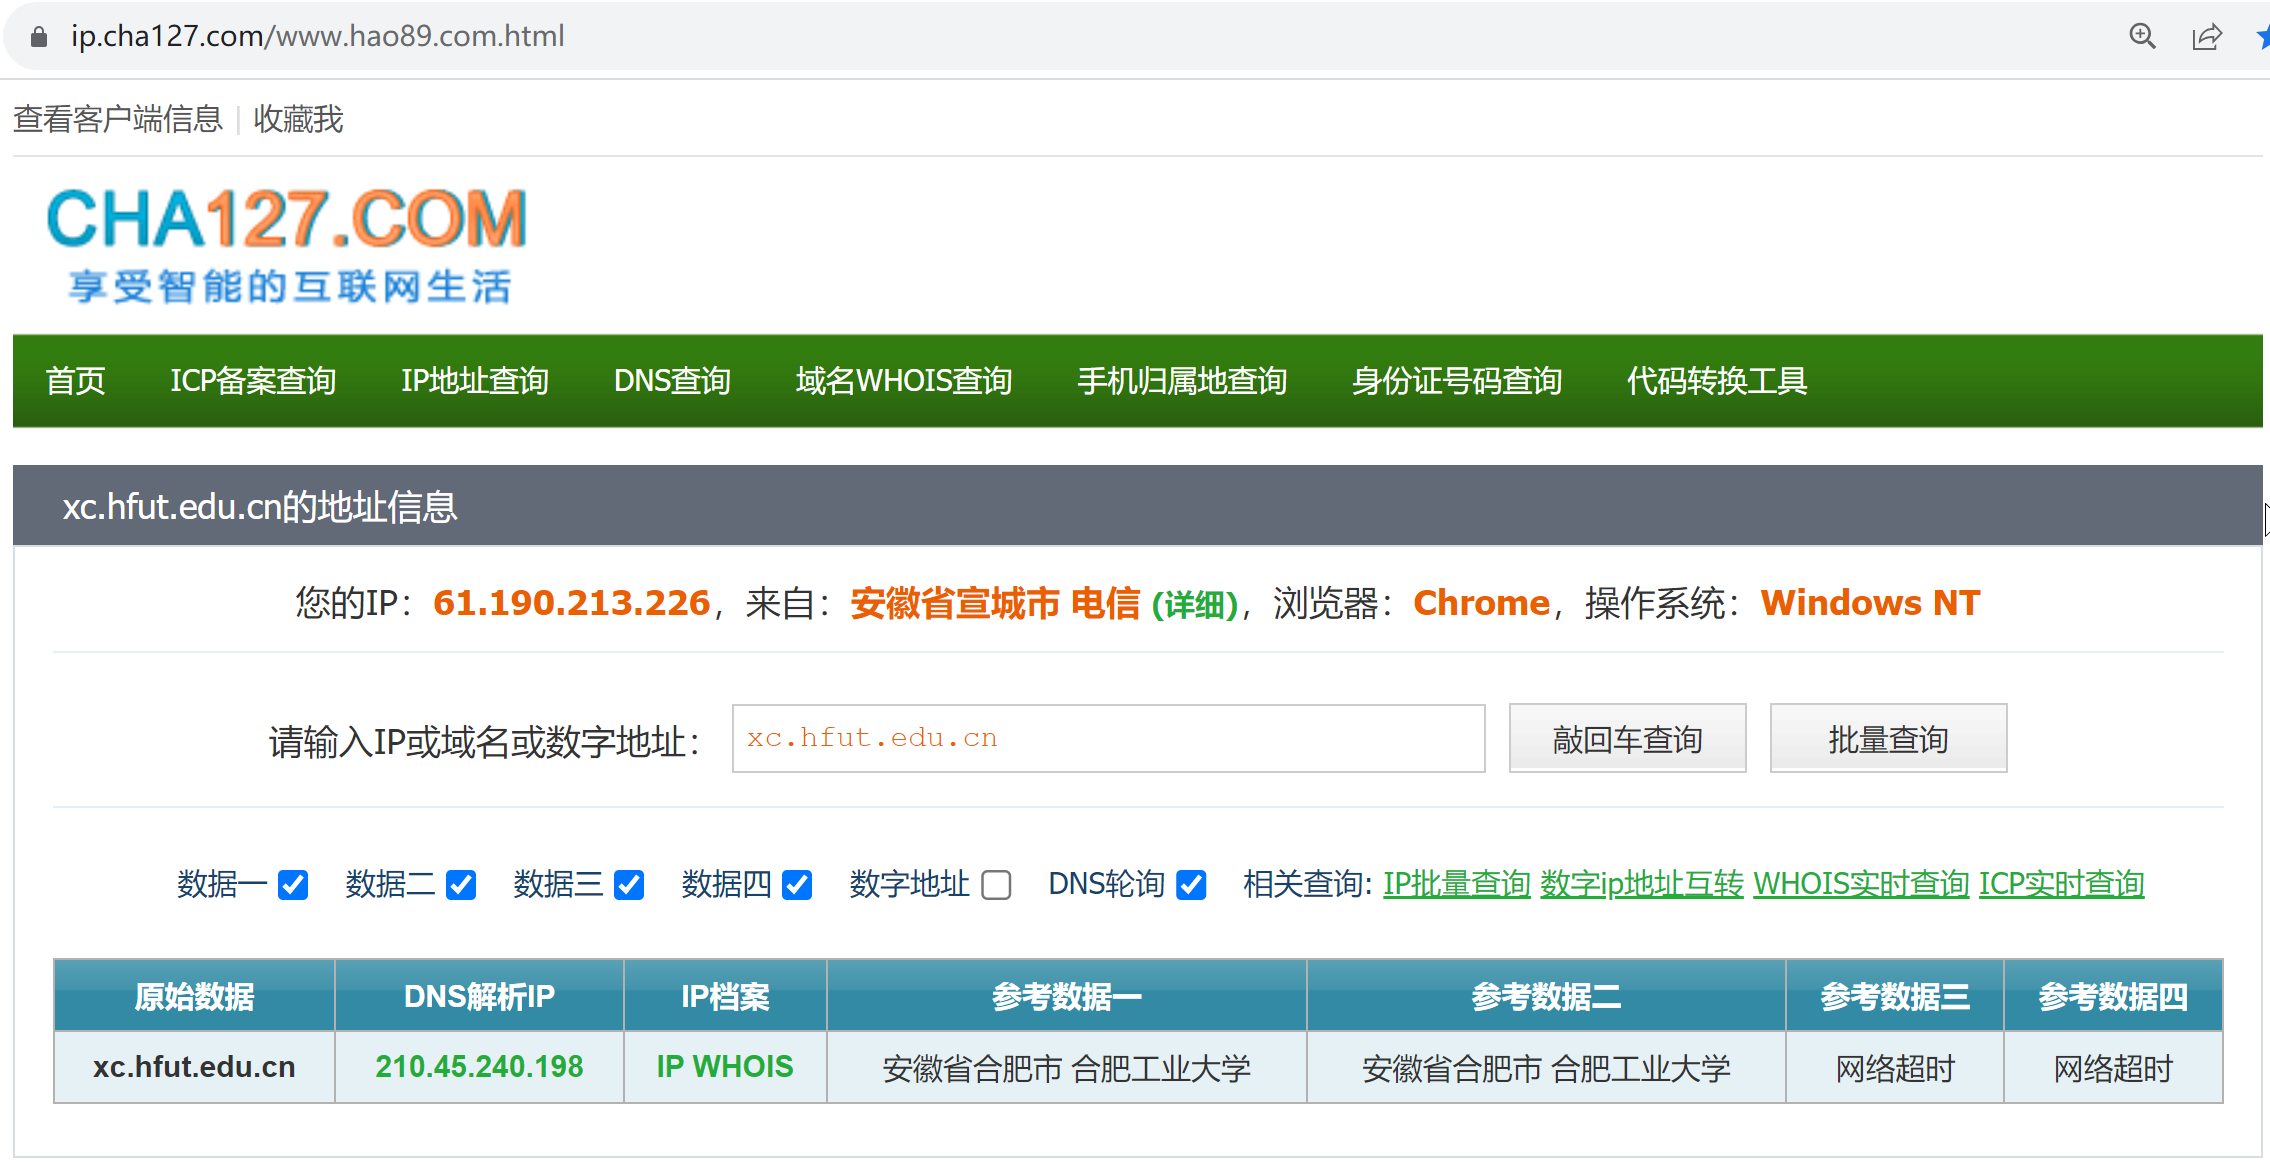 ip.cha127.com/www.hao89.com.html
查看客户端信息 | 收藏我
CHA127.COM
享受智能的互联网生活
首页 ICP备案查询 IP地址查询 DNS查询 域名WHOIS查询 手机归属地查询 身份证号码查询 代码转换工具
xc.hfut.edu.cn的地址信息
您的IP：61.190.213.226，来自：安徽省宣城市 电信 (详细)，浏览器：Chrome，操作系统：Windows NT
请输入IP或域名或数字地址： xc.hfut.edu.cn 敲回车查询 批量查询
数据一 数据二 数据三 数据四 数字地址 DNS轮询 相关查询: IP批量查询 数字ip地址互转 WHOIS实时查询 ICP实时查询
原始数据 DNS解析IP IP档案 参考数据一 参考数据二 参考数据三 参考数据四
xc.hfut.edu.cn 210.45.240.198 IP WHOIS 安徽省合肥市 合肥工业大学 安徽省合肥市 合肥工业大学 网络超时 网络超时